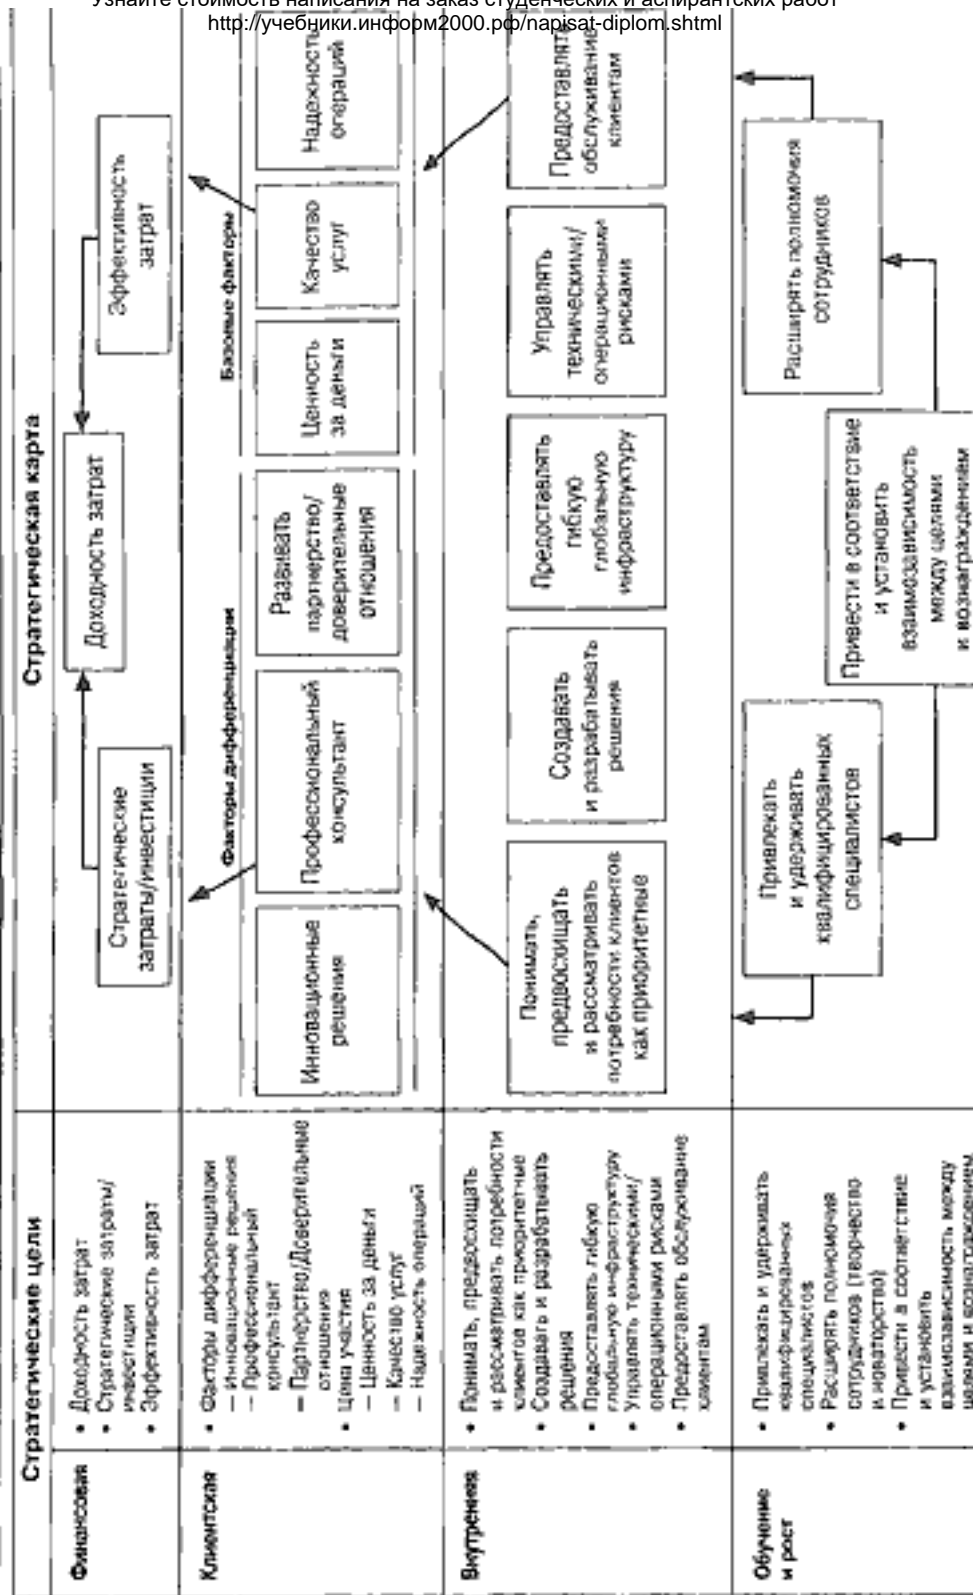 Узнайте стоимость написания на заказ студенческих и аспирантских работ
http://учебники.информ2000.рф/napisat-diplom.shtml
Стратегические цели
Стратегическая карта
Финансовая
• Доходность затрат
• Стратегические затраты/
инвестиции
• Эффективность затрат
Стратегические
затраты/инвестиции
Доходность затрат
Эффективность
затрат
Клиентская
• Факторы дифференциации
— Инновационные решения
— Профессиональный
консультант
— Партнерство/Доверительные
отношения
• Цена участия
— Ценность за деньги
— Качество услуг
— Надежность операций
Факторы дифференциации
Базовые факторы
Инновационные
решения
Профессиональный
консультант
Развивать
партнерство/
доверительные
отношения
Ценность
за деньги
Качество
услуг
Надежность
операций
Внутренняя
• Понимать, предвосхищать
и рассматривать потребности
клиентов как приоритетные
• Создавать и разрабатывать
решения
• Предоставлять гибкую
глобальную инфраструктуру
• Управлять техническими/
операционными рисками
• Предоставлять обслуживание
клиентам
Понимать,
предвосхищать
и рассматривать
потребности клиентов
как приоритетные
Создавать
и разрабатывать
решения
Предоставлять
гибкую
глобальную
инфраструктуру
Управлять
техническими/
операционными
рисками
Предоставлять
обслуживание
клиентам
Обучение
и рост
• Привлекать и удерживать
квалифицированных
специалистов
• Расширять полномочия
сотрудников (творчество
и новаторство)
• Привести в соответствие
и установить
взаимозависимость между
целями и вознаграждением
Привлекать
и удерживать
квалифицированных
специалистов
Привести в соответствие
и установить
взаимозависимость
между целями
и вознаграждением
Расширять полномочия
сотрудников